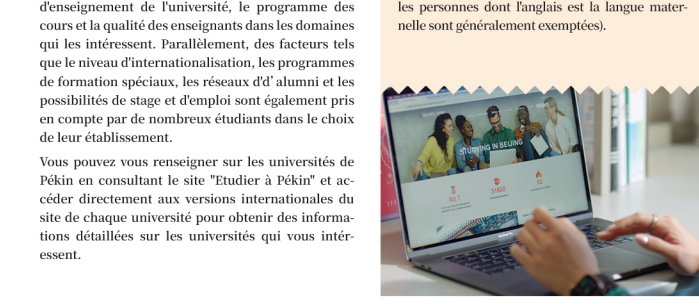 d'enseignement de l'université, le programme des
cours et la qualité des enseignants dans les domaines
qui les intéressent. Parallèlement, des facteurs tels
que le niveau d'internationalisation, les programmes
de formation spéciaux, les réseaux d'd’alumni et les
possibilités de stage et d'emploi sont également pris
en compte par de nombreux étudiants dans le choix
de leur établissement.
Vous pouvez vous renseigner sur les universités de
Pékin en consultant le site "Etudier à Pékin" et ac-
céder directement aux versions internationales du
site de chaque université pour obtenir des informa-
tions détaillées sur les universités qui vous intér-
essent.
les personnes dont l'anglais est la langue mater-
nelle sont généralement exemptées).
STUDYING IN BEIJING
No.1
31800
92